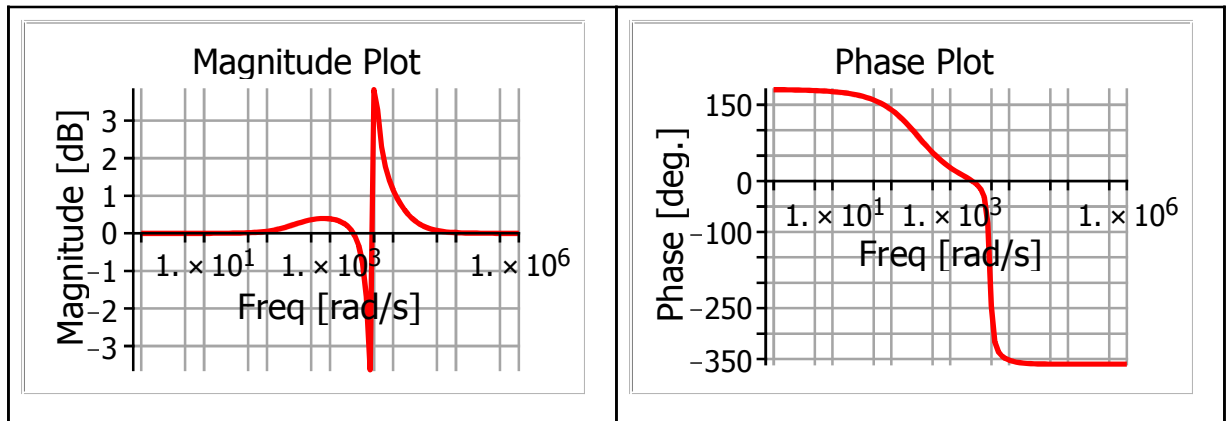 Magnitude Plot
Magnitude [dB]
3
2
1
0
−1
−2
−3
1. × 10¹ 1. × 10³ 1. × 10⁶
Freq [rad/s]
Phase Plot
Phase [deg.]
150
0
−100
−250
−350
1. × 10¹ 1. × 10³ 1. × 10⁶
Freq [rad/s]